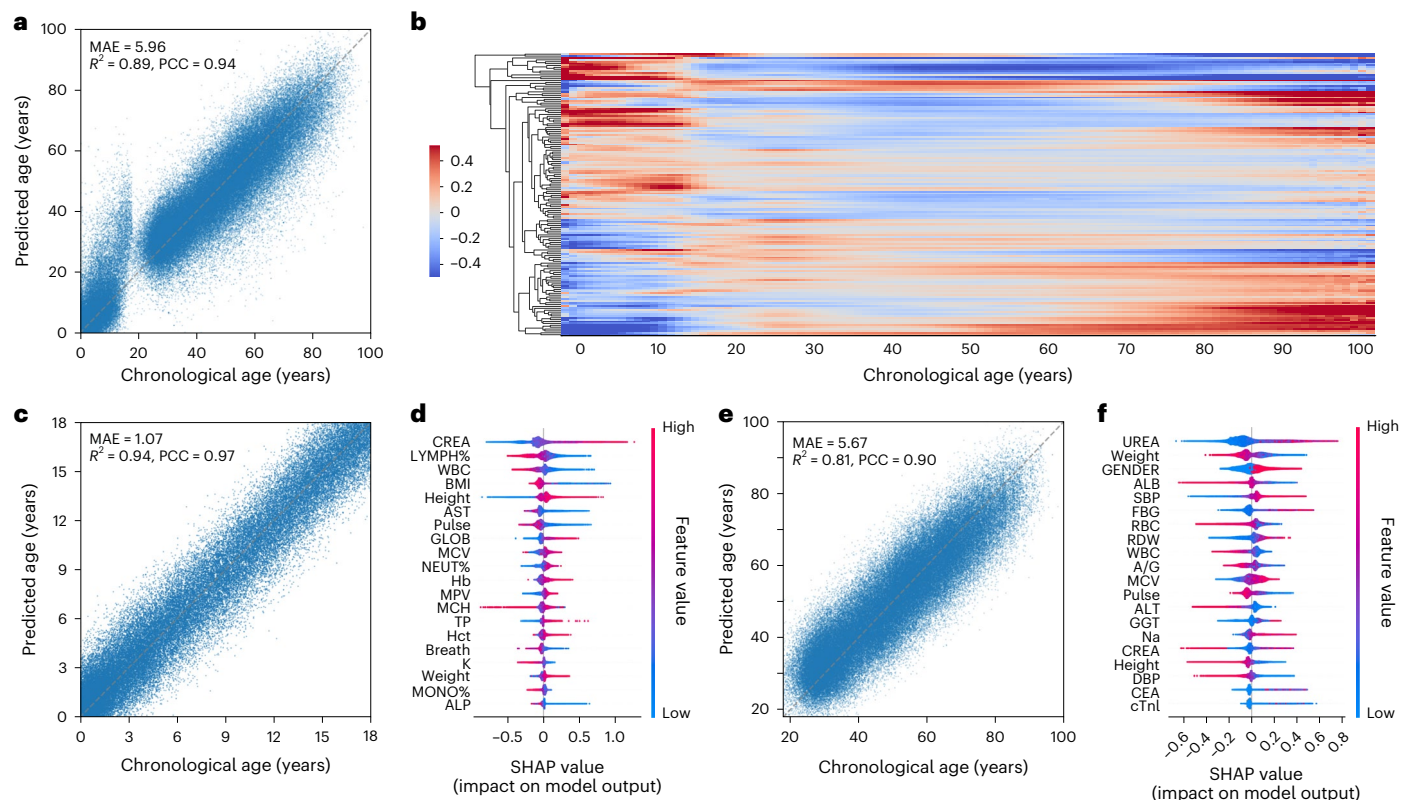 a
MAE = 5.96
R² = 0.89, PCC = 0.94
Predicted age (years)
100
80
60
40
20
0
0 20 40 60 80 100
Chronological age (years)
b
0.4
0.2
0
−0.2
−0.4
0 10 20 30 40 50 60 70 80 90 100
Chronological age (years)
c
MAE = 1.07
R² = 0.94, PCC = 0.97
Predicted age (years)
18
15
12
9
6
3
0
0 3 6 9 12 15 18
Chronological age (years)
d
CREA
LYMPH%
WBC
BMI
Height
AST
Pulse
GLOB
MCV
NEUT%
Hb
MPV
MCH
TP
Hct
Breath
K
Weight
MONO%
ALP
−0.5 0 0.5 1.0
SHAP value
(impact on model output)
High
Feature value
Low
e
MAE = 5.67
R² = 0.81, PCC = 0.90
Predicted age (years)
100
80
60
40
20
20 40 60 80 100
Chronological age (years)
f
UREA
Weight
GENDER
ALB
SBP
FBG
RBC
RDW
WBC
A/G
MCV
Pulse
ALT
GGT
Na
CREA
Height
DBP
CEA
cTnI
−0.6 −0.4 −0.2 0 0.2 0.4 0.6 0.8
SHAP value
(impact on model output)
High
Feature value
Low